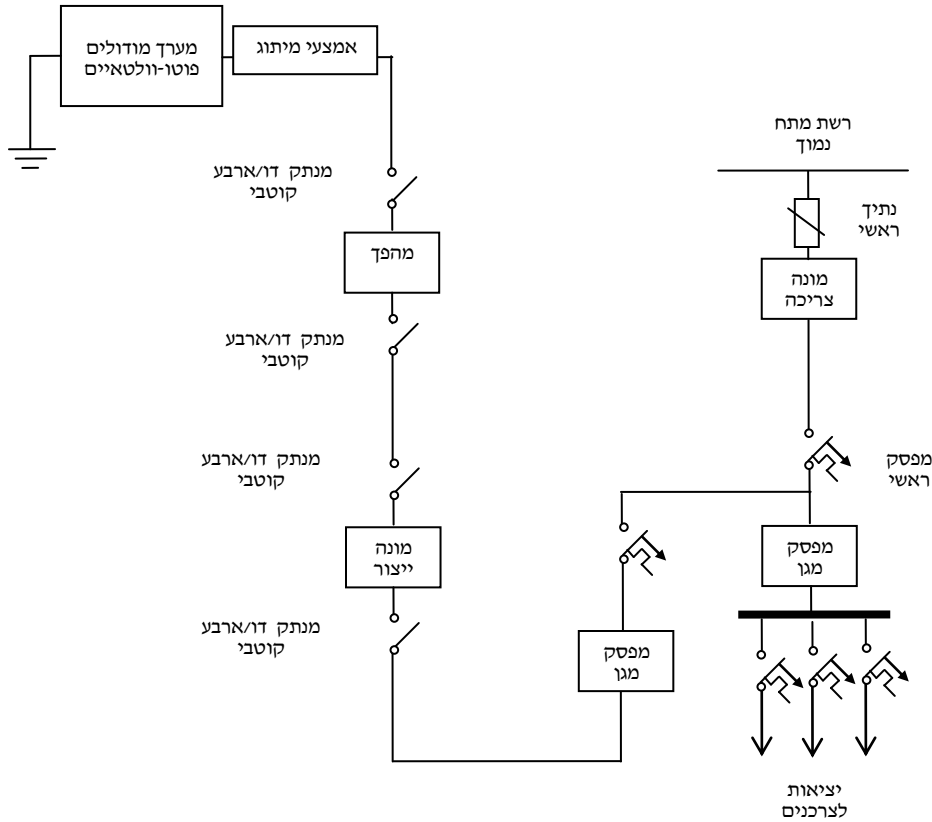 מערך מודולים
פוטו-וולטאיים
אמצעי מיתוג
רשת מתח
נמוך
מנתק דו/ארבע
קוטבי
נתיך
ראשי
מהפך
מונה
צריכה
מנתק דו/ארבע
קוטבי
מנתק דו/ארבע
קוטבי
מפסק
ראשי
מונה
ייצור
מפסק
מגן
מנתק דו/ארבע
קוטבי
מפסק
מגן
יציאות
לצרכנים